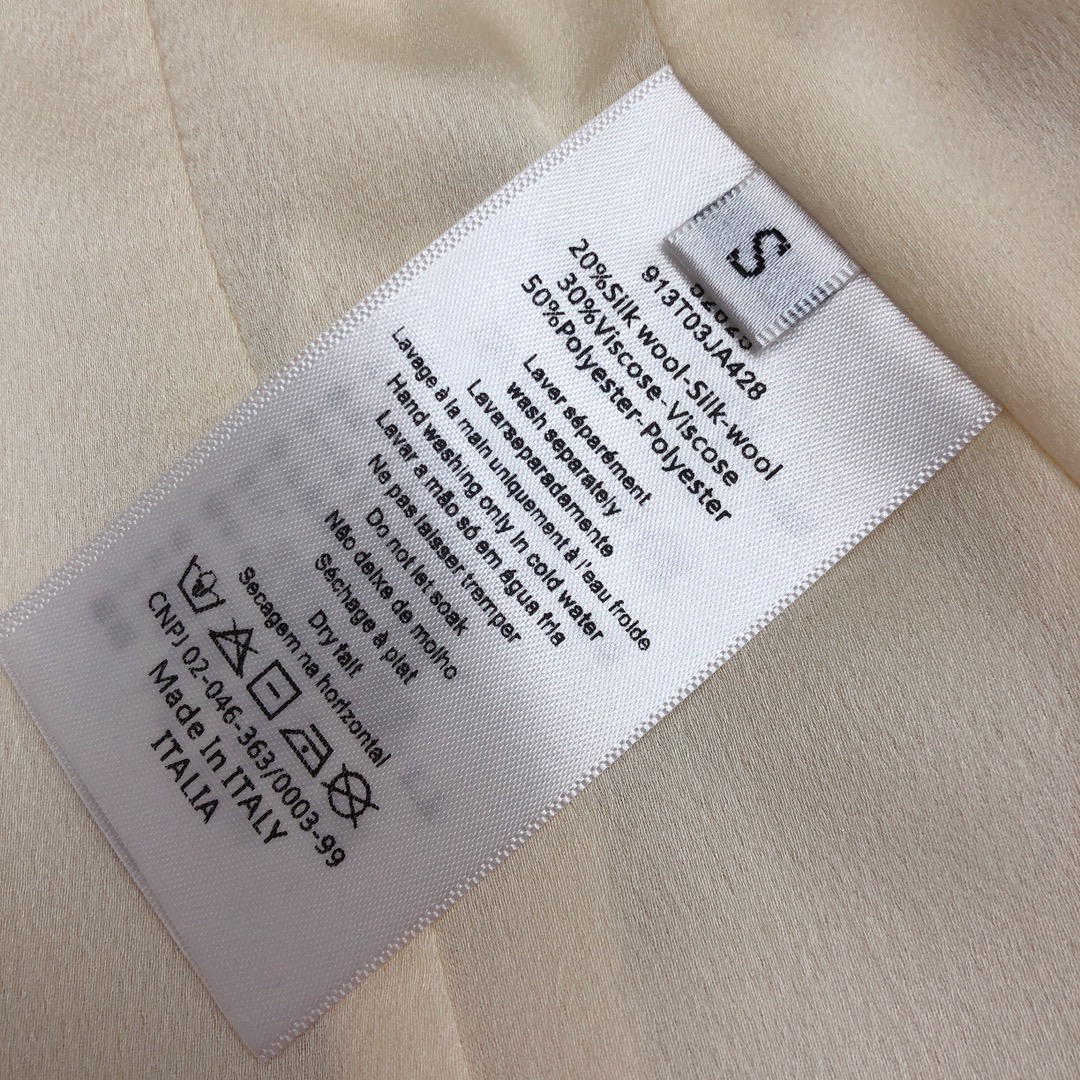 S
913T03JA428
20%Silk wool-Silk-wool
30%Viscose-Viscose
50%Polyester-Polyester
Laver séparément
wash separately
Lavarseparadamente
Lavage à la main uniquement à l'eau froide
Hand washing only in cold water
Lavar a mão só em água fria
Ne pas laisser tremper
Do not let soak
Não deixe de molho
Séchage à plat
Dry falt
Secagem na horizontal
CNPJ 02-046-363/0003-99
Made In ITALY
ITALIA